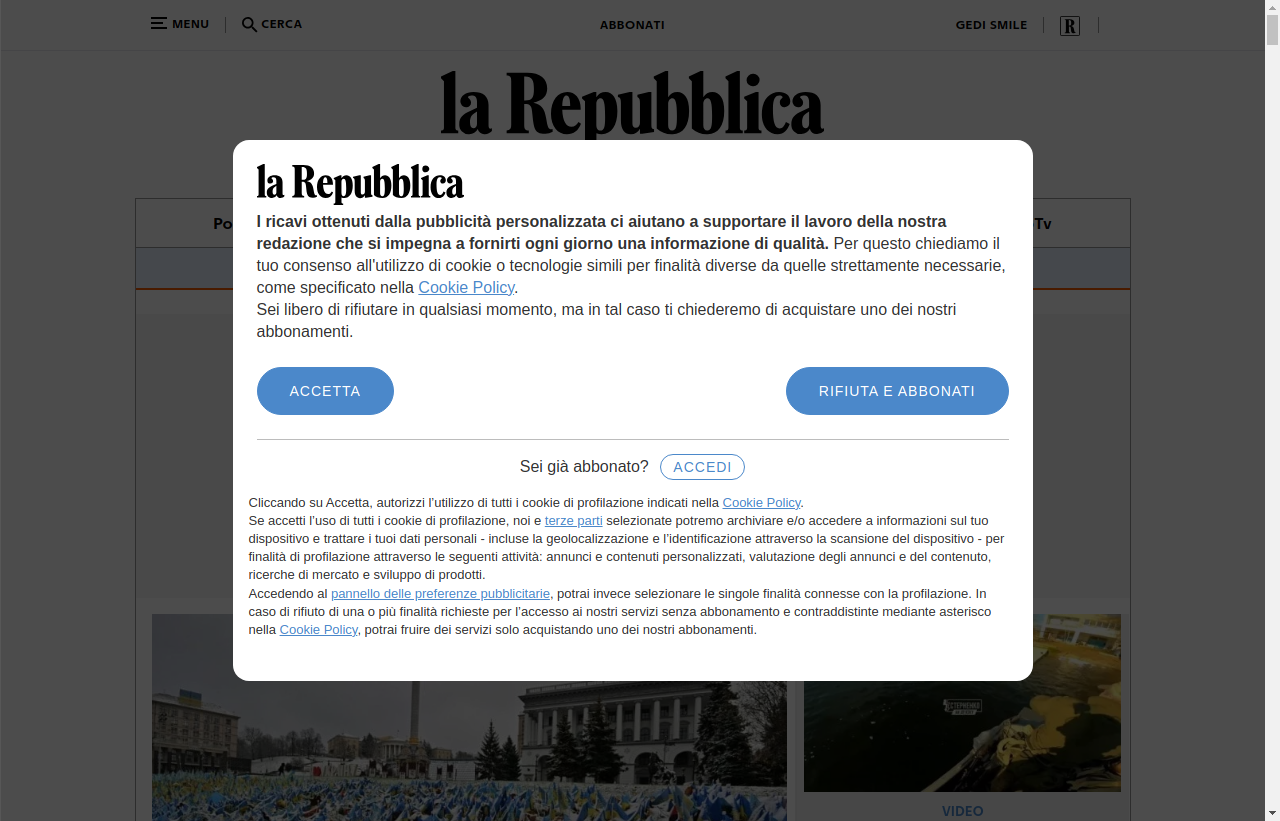 MENU
CERCA
ABBONATI
GEDI SMILE
R
la Repubblica
Po
Tv
la Repubblica
I ricavi ottenuti dalla pubblicità personalizzata ci aiutano a supportare il lavoro della nostra
redazione che si impegna a fornirti ogni giorno una informazione di qualità. Per questo chiediamo il
tuo consenso all'utilizzo di cookie o tecnologie simili per finalità diverse da quelle strettamente necessarie,
come specificato nella Cookie Policy.
Sei libero di rifiutare in qualsiasi momento, ma in tal caso ti chiederemo di acquistare uno dei nostri
abbonamenti.
ACCETTA
RIFIUTA E ABBONATI
Sei già abbonato? ACCEDI
Cliccando su Accetta, autorizzi l’utilizzo di tutti i cookie di profilazione indicati nella Cookie Policy.
Se accetti l’uso di tutti i cookie di profilazione, noi e terze parti selezionate potremo archiviare e/o accedere a informazioni sul tuo
dispositivo e trattare i tuoi dati personali - incluse la geolocalizzazione e l’identificazione attraverso la scansione del dispositivo - per
finalità di profilazione attraverso le seguenti attività: annunci e contenuti personalizzati, valutazione degli annunci e del contenuto,
ricerche di mercato e sviluppo di prodotti.
Accedendo al pannello delle preferenze pubblicitarie, potrai invece selezionare le singole finalità connesse con la profilazione. In
caso di rifiuto di una o più finalità richieste per l’accesso ai nostri servizi senza abbonamento e contraddistinte mediante asterisco
nella Cookie Policy, potrai fruire dei servizi solo acquistando uno dei nostri abbonamenti.
VIDEO